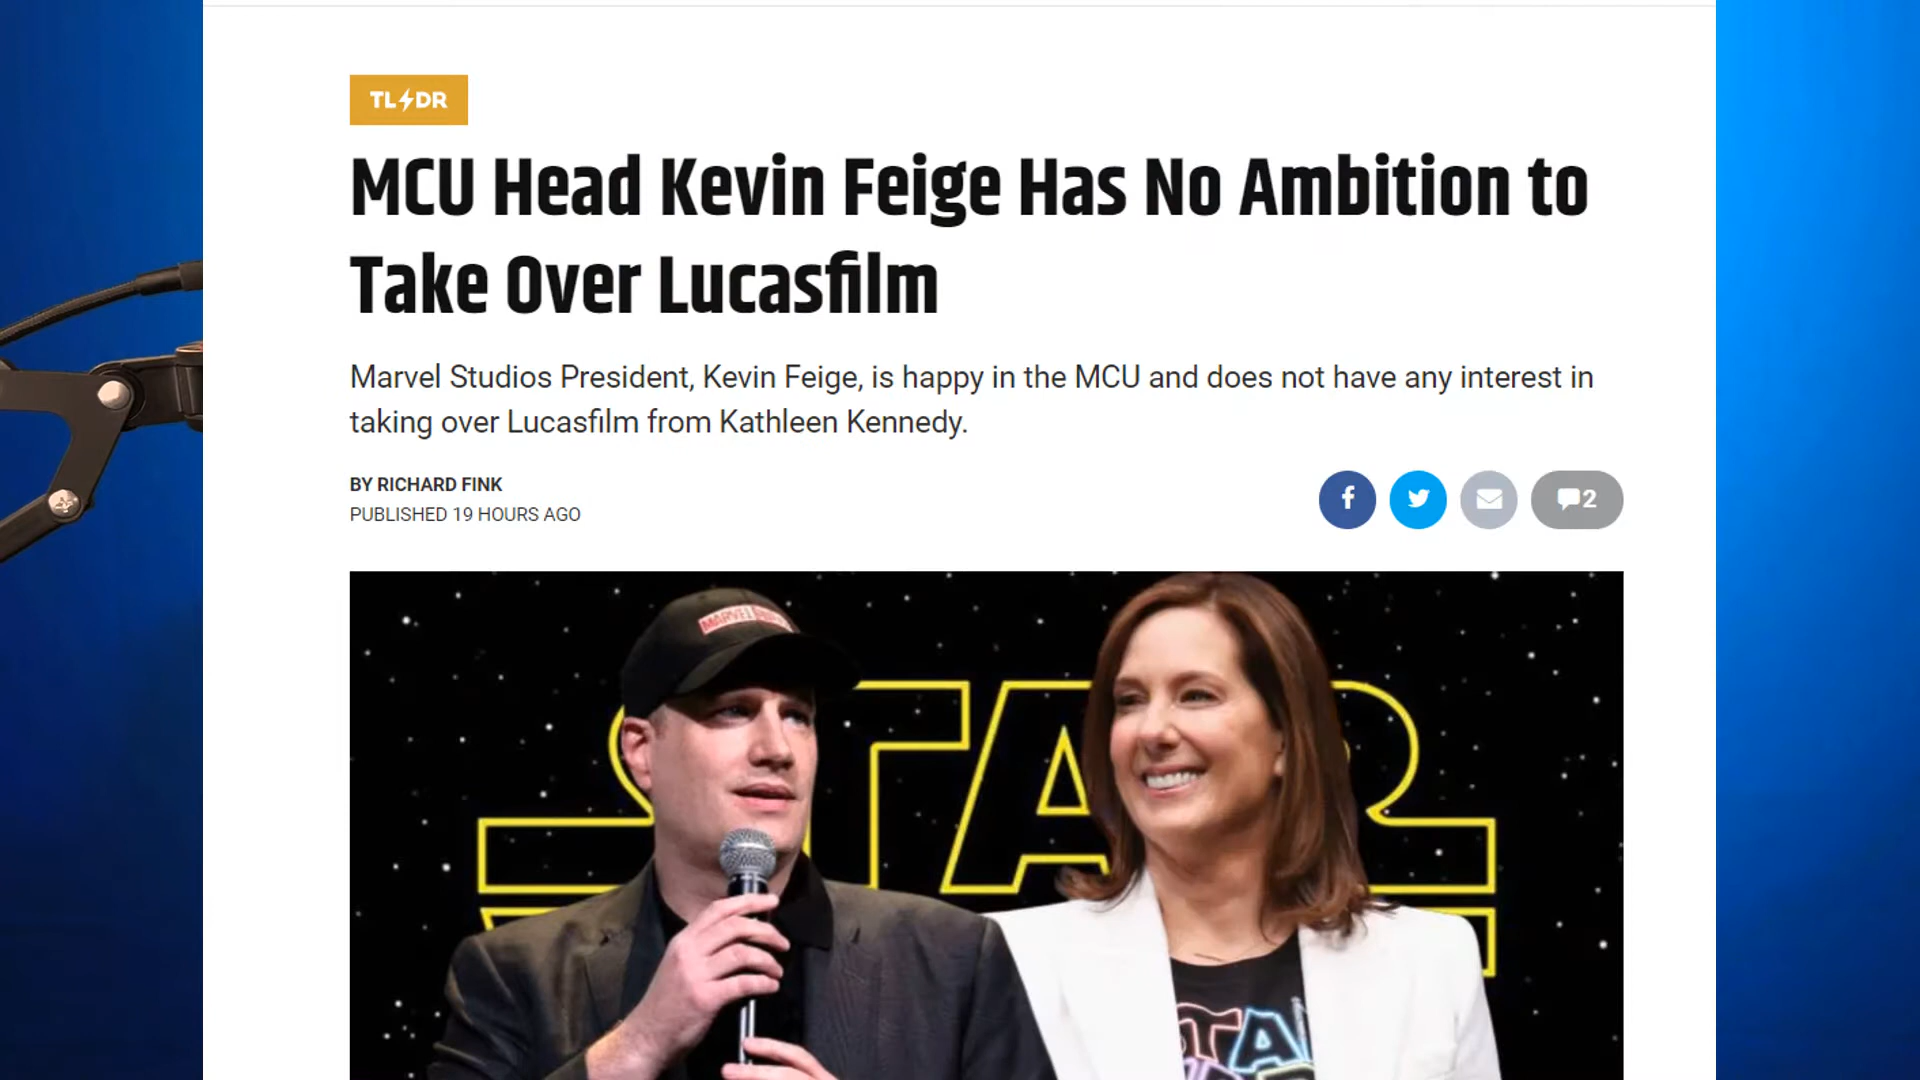 TL DR
MCU Head Kevin Feige Has No Ambition to
Take Over Lucasfilm
Marvel Studios President, Kevin Feige, is happy in the MCU and does not have any interest in
taking over Lucasfilm from Kathleen Kennedy.
BY RICHARD FINK
PUBLISHED 19 HOURS AGO
f
2
MARVEL
STAR
STA